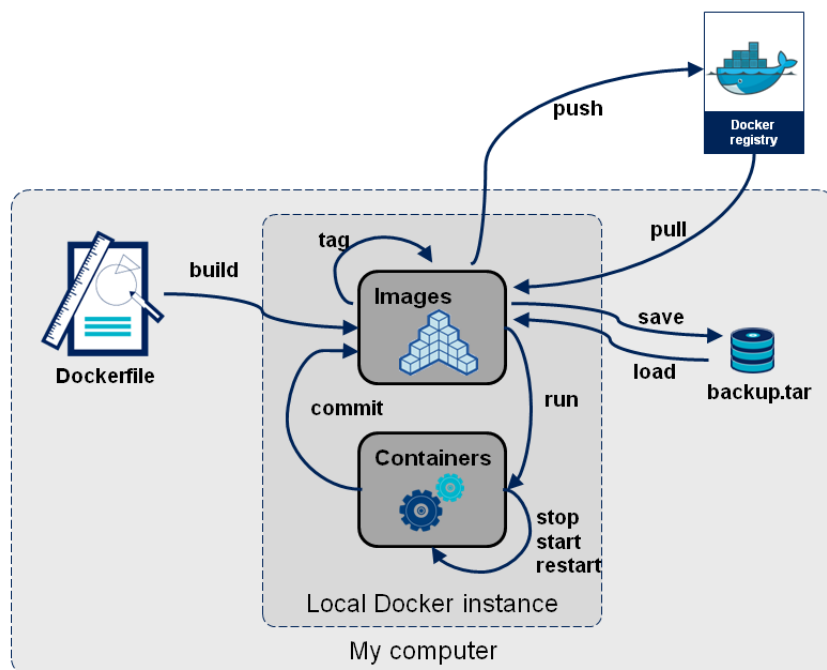 push
Docker
registry
pull
tag
build
Images
save
load
Dockerfile
backup.tar
commit
run
Containers
stop
start
restart
Local Docker instance
My computer